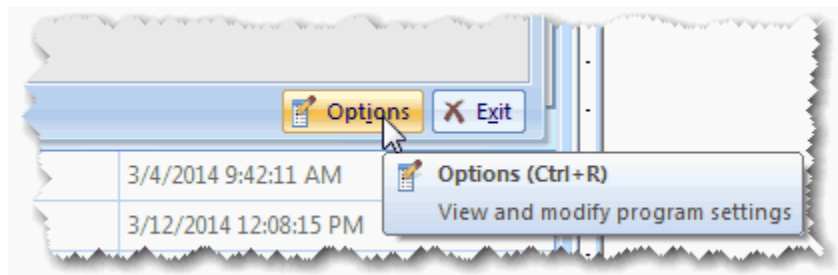 Options Exit
3/4/2014 9:42:11 AM
Options (Ctrl+R)
3/12/2014 12:08:15 PM
View and modify program settings